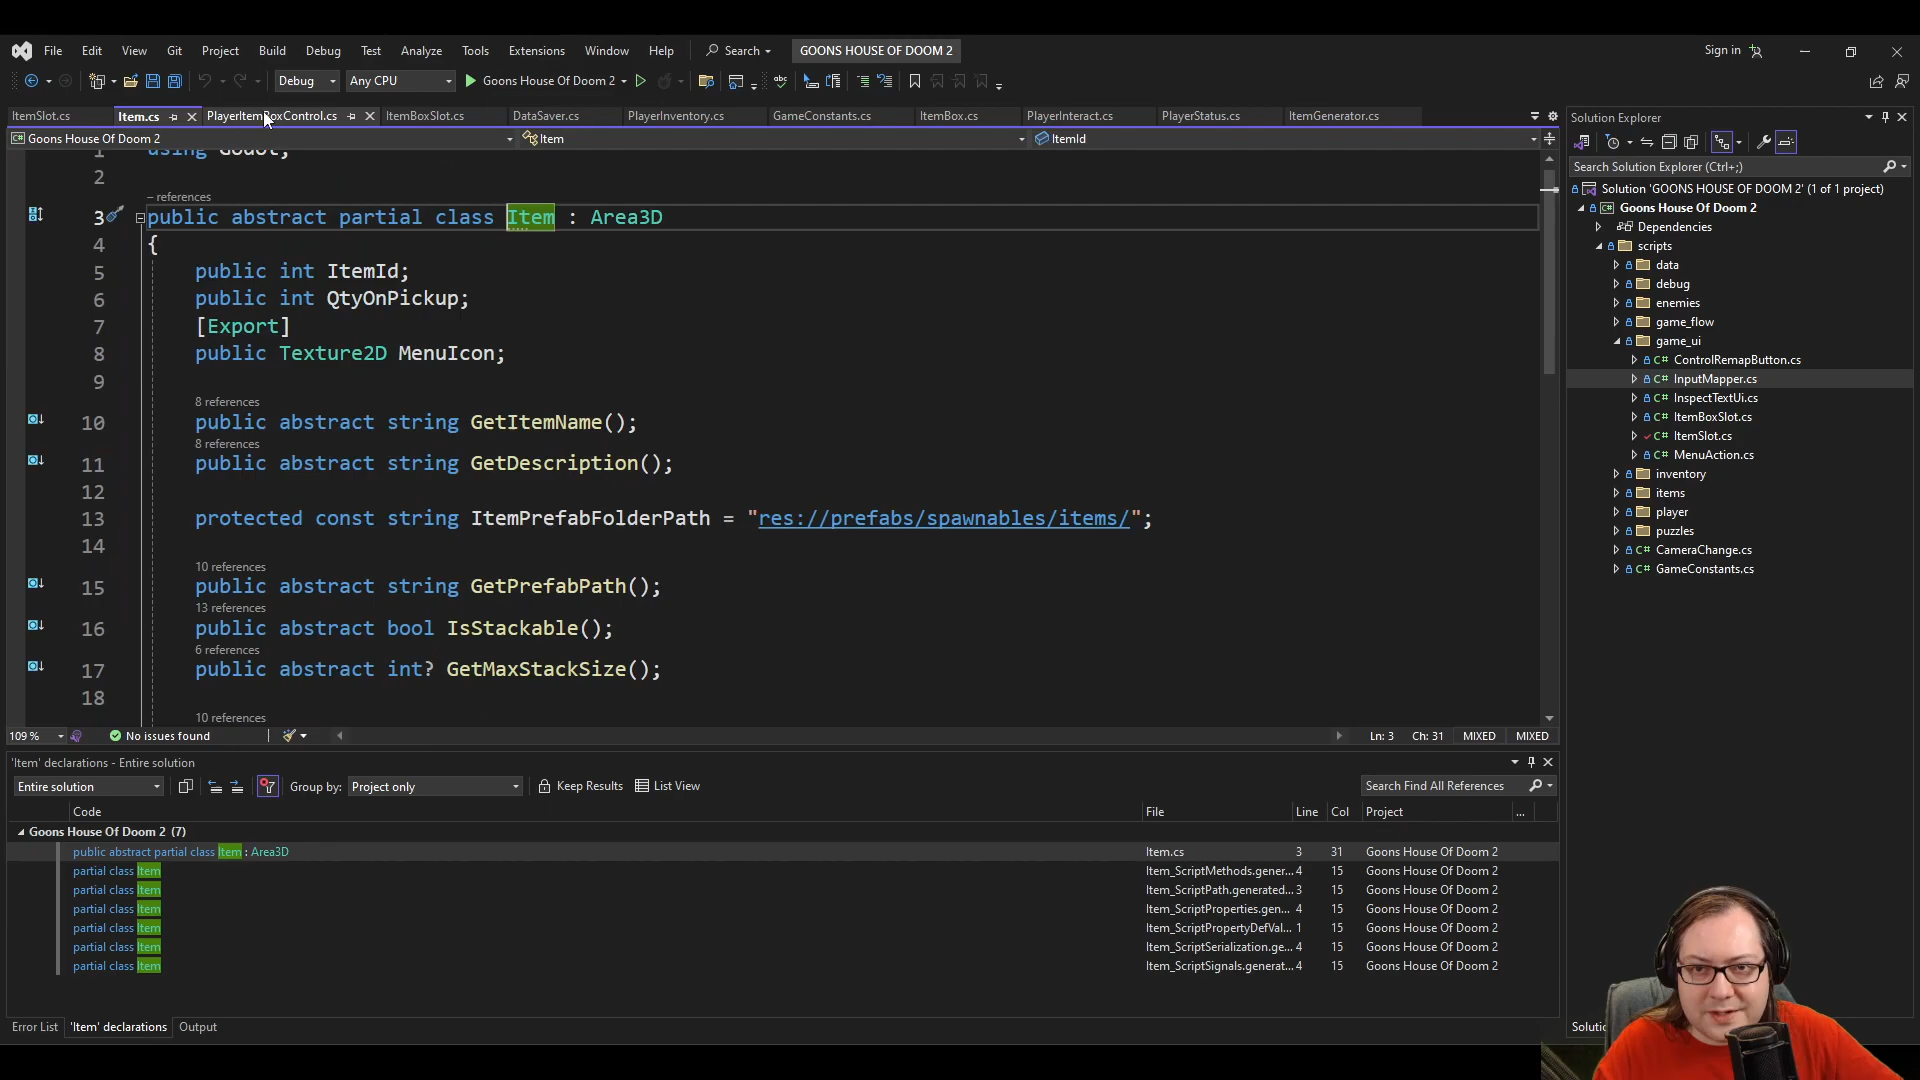 File Edit View Git Project Build Debug Test Analyze Tools Extensions Window Help Search GOONS HOUSE OF DOOM 2 Sign in
Debug Any CPU Goons House Of Doom 2
ItemSlot.cs Item.cs PlayerItemBoxControl.cs ItemBoxSlot.cs DataSaver.cs PlayerInventory.cs GameConstants.cs ItemBox.cs PlayerInteract.cs PlayerStatus.cs ItemGenerator.cs
Goons House Of Doom 2 Item ItemId
1 using Godot;
2
– references
3 public abstract partial class Item : Area3D
4 {
5 public int ItemId;
6 public int QtyOnPickup;
7 [Export]
8 public Texture2D MenuIcon;
9
8 references
10 public abstract string GetItemName();
8 references
11 public abstract string GetDescription();
12
13 protected const string ItemPrefabFolderPath = "res://prefabs/spawnables/items/";
14
10 references
15 public abstract string GetPrefabPath();
13 references
16 public abstract bool IsStackable();
6 references
17 public abstract int? GetMaxStackSize();
18
10 references
109 % No issues found Ln: 3 Ch: 31 MIXED MIXED
'Item' declarations - Entire solution
Entire solution Group by: Project only Keep Results List View Search Find All References
Code File Line Col Project ...
Goons House Of Doom 2 (7)
public abstract partial class Item : Area3D Item.cs 3 31 Goons House Of Doom 2
partial class Item Item_ScriptMethods.gener... 4 15 Goons House Of Doom 2
partial class Item Item_ScriptPath.generated... 3 15 Goons House Of Doom 2
partial class Item Item_ScriptProperties.gen... 4 15 Goons House Of Doom 2
partial class Item Item_ScriptPropertyDefVal... 1 15 Goons House Of Doom 2
partial class Item Item_ScriptSerialization.ge... 4 15 Goons House Of Doom 2
partial class Item Item_ScriptSignals.generat... 4 15 Goons House Of Doom 2
Error List 'Item' declarations Output
Solution Explorer
Search Solution Explorer (Ctrl+;)
Solution 'GOONS HOUSE OF DOOM 2' (1 of 1 project)
Goons House Of Doom 2
Dependencies
scripts
data
debug
enemies
game_flow
game_ui
C# ControlRemapButton.cs
C# InputMapper.cs
C# InspectTextUi.cs
C# ItemBoxSlot.cs
C# ItemSlot.cs
C# MenuAction.cs
inventory
items
player
puzzles
C# CameraChange.cs
C# GameConstants.cs